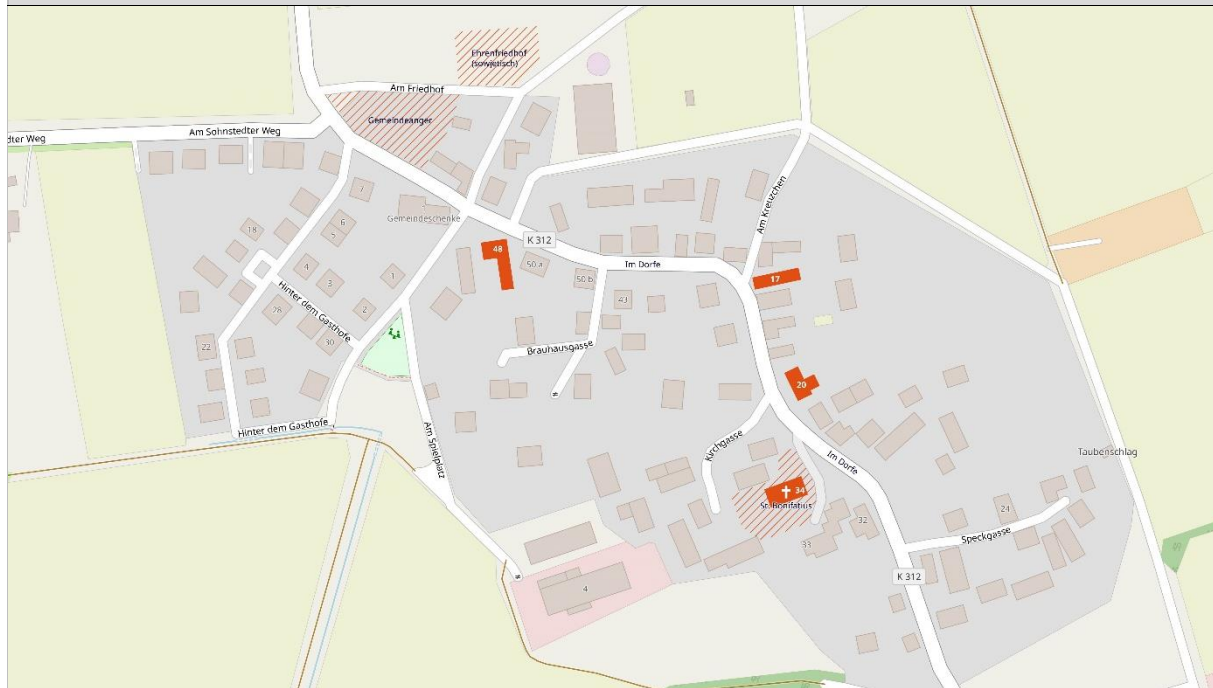 Ehrenfriedhof
(sowjetisch)
Am Friedhof
Gemeindeanger
dter Weg
Am Sohnstedter Weg
Am Kreuzchen
7
Gemeindeschenke
6
5
18
K 312
48
50 a
Im Dorfe
4
3
1
50 b
17
43
28
2
Hinter dem Gasthofe
30
22
Brauhausgasse
20
Hinter dem Gasthofe
Am Spielplatz
Kirchgasse
Im Dorfe
Taubenschlag
34
St. Bonifatius
24
32
33
Speckgasse
K 312
4